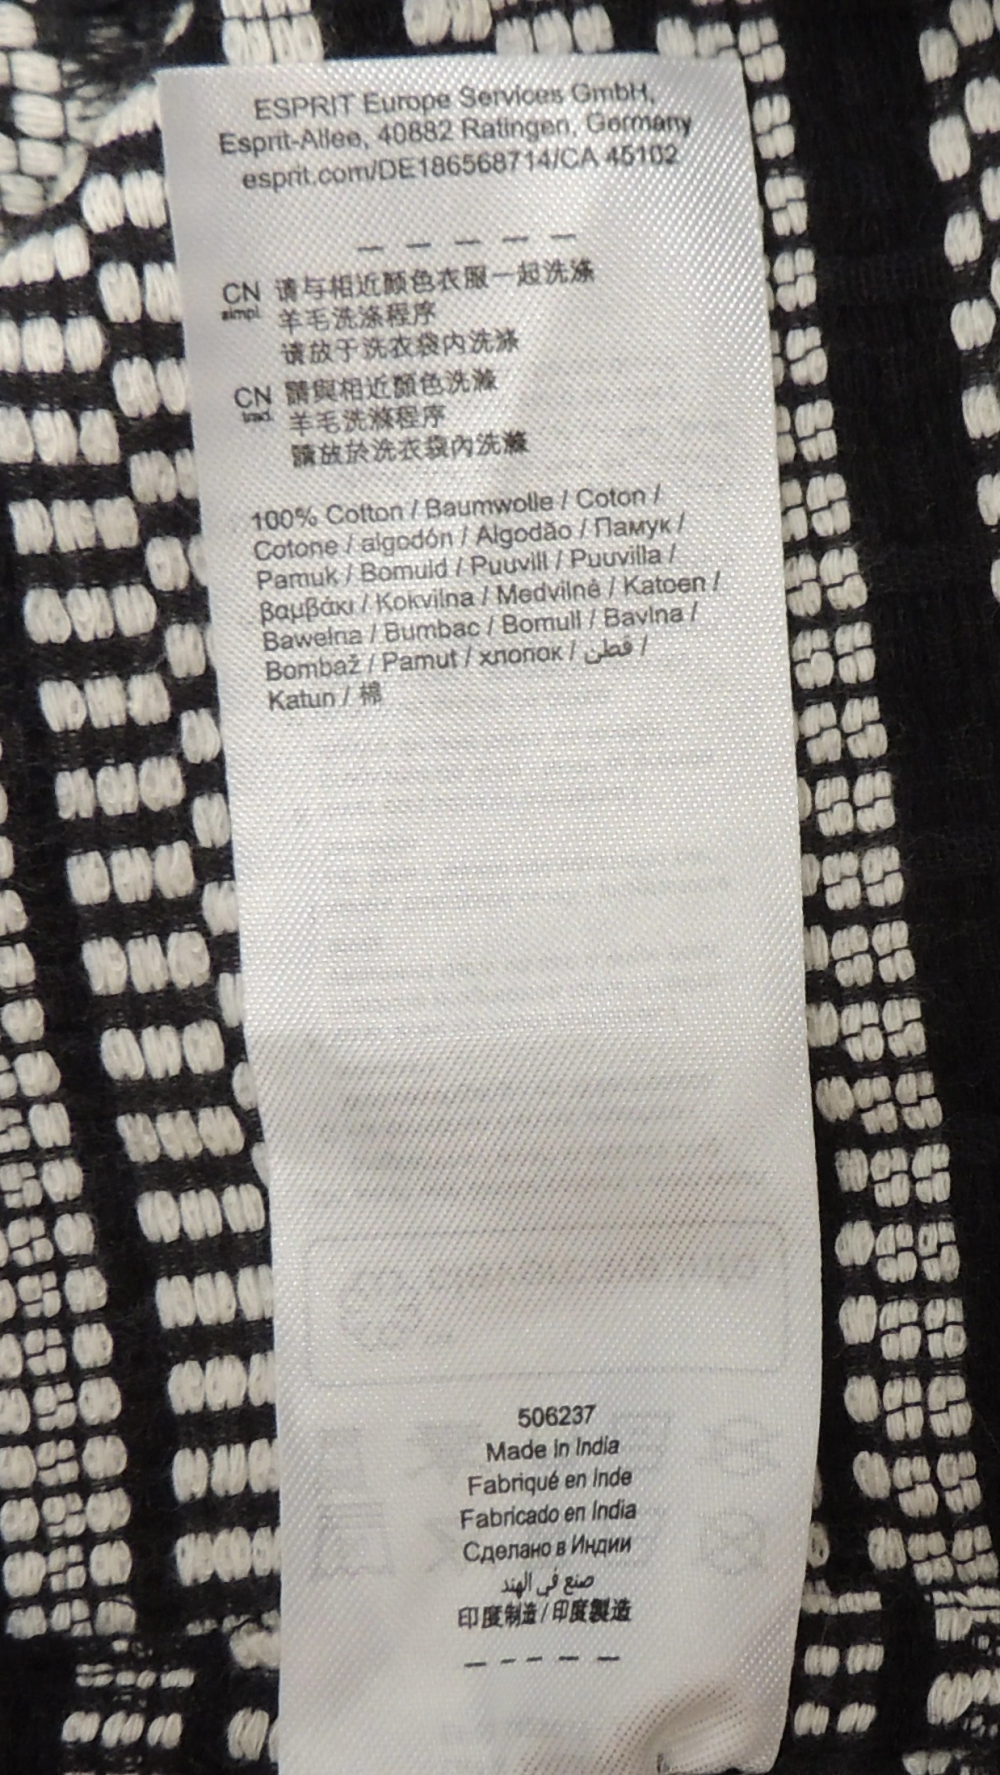 ESPRIT Europe Services GmbH,
Esprit-Allee, 40882 Ratingen, Germany
esprit.com/DE186568714/CA 45102
CN simpl. 请与相近颜色衣服一起洗涤
羊毛洗涤程序
请放于洗衣袋内洗涤
CN trad. 請與相近顏色洗滌
羊毛洗滌程序
請放於洗衣袋內洗滌
100% Cotton / Baumwolle / Coton /
Cotone / algodón / Algodão / Памук /
Pamuk / Bomuld / Puuvill / Puuvilla /
βαμβάκι / Kokvilna / Medvilnė / Katoen /
Bawełna / Bumbac / Bomull / Bavlna /
Bombaž / Pamut / хлопок / قطن /
Katun / 棉
506237
Made in India
Fabriqué en Inde
Fabricado en India
Сделано в Индии
صنع في الهند
印度制造 / 印度製造